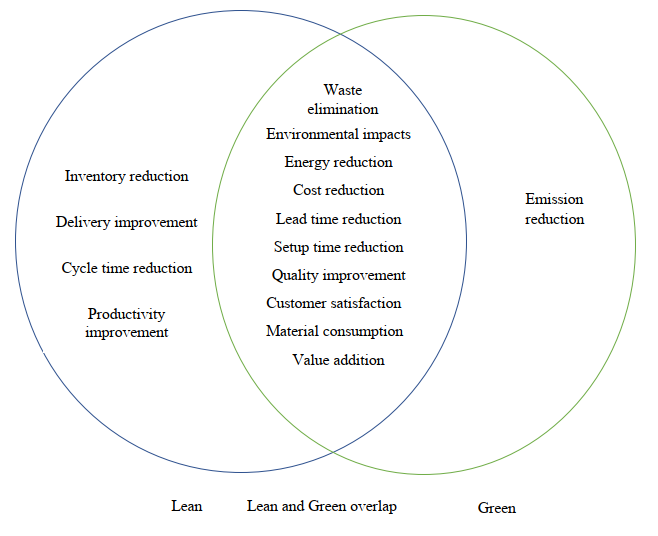 Inventory reduction
Delivery improvement
Cycle time reduction
Productivity
improvement
Waste
elimination
Environmental impacts
Energy reduction
Cost reduction
Lead time reduction
Setup time reduction
Quality improvement
Customer satisfaction
Material consumption
Value addition
Emission
reduction
Lean
Lean and Green overlap
Green